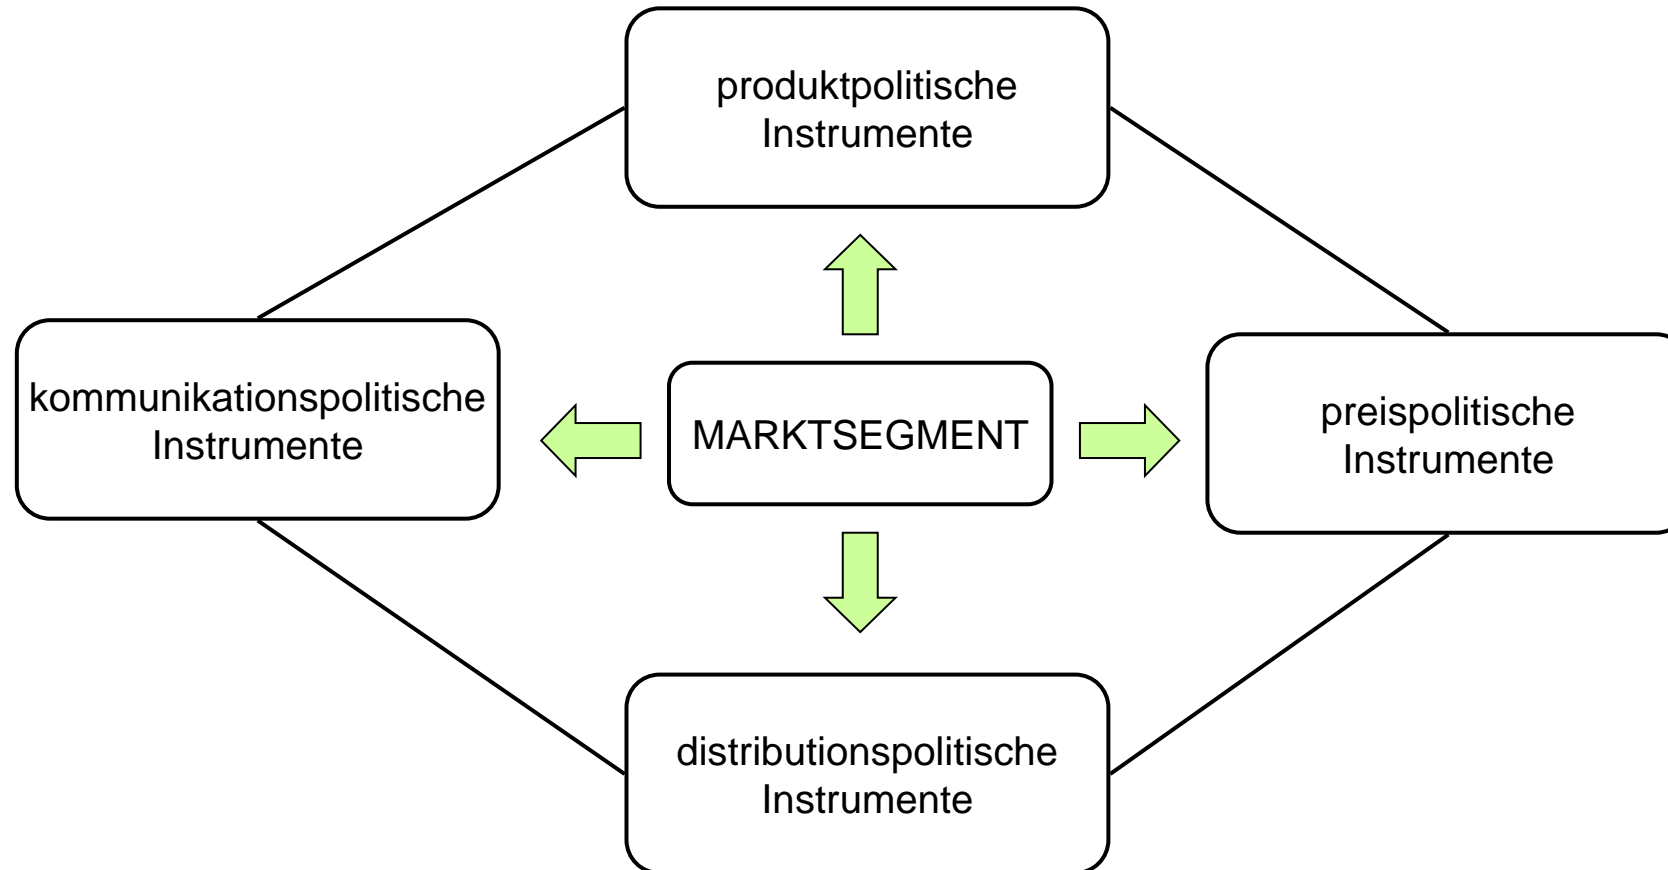 produktpolitische
Instrumente
kommunikationspolitische
Instrumente
MARKTSEGMENT
preispolitische
Instrumente
distributionspolitische
Instrumente